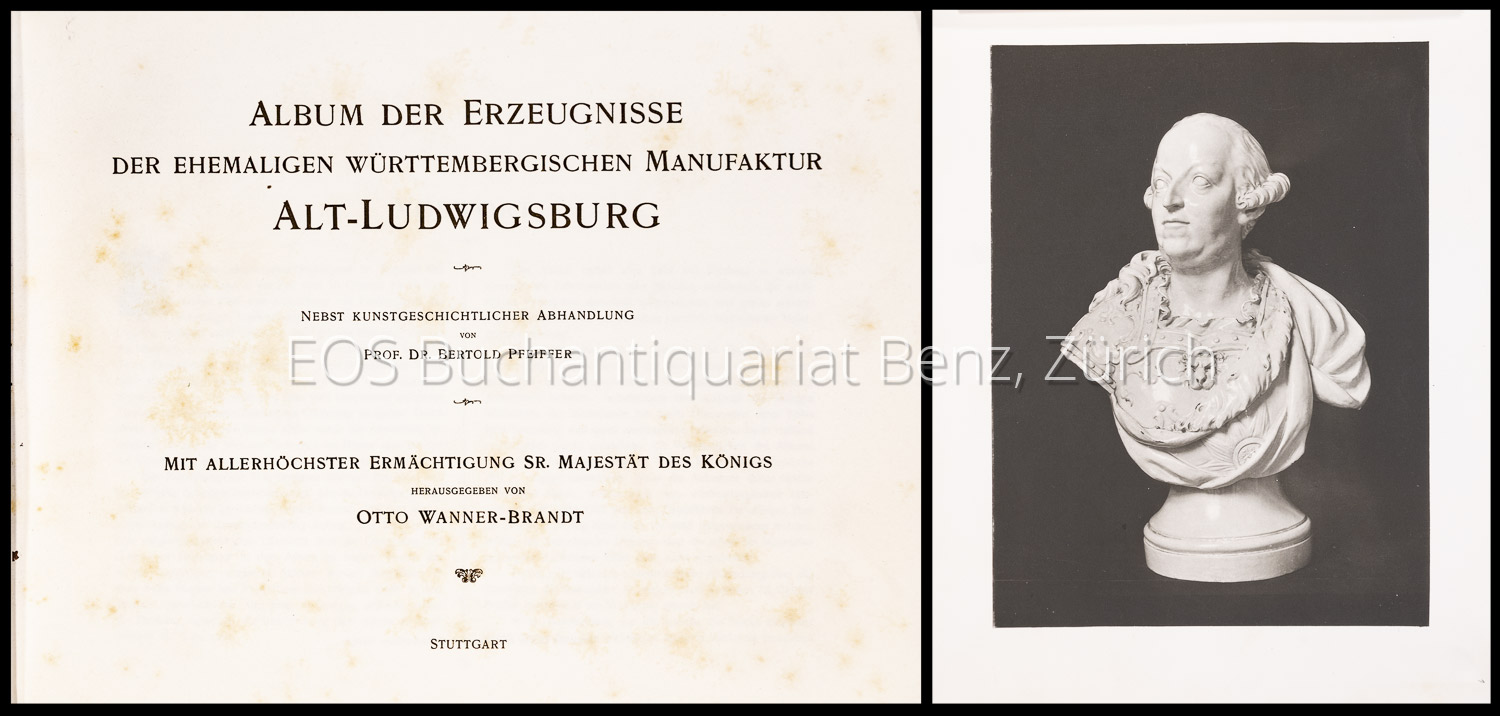 Album der Erzeugnisse
der ehemaligen württembergischen Manufaktur
Alt-Ludwigsburg
Nebst kunstgeschichtlicher Abhandlung
von
Prof. Dr. Bertold Pfeiffer
EOS Buchantiquariat Benz, Zürich
Mit allerhöchster Ermächtigung Sr. Majestät des Königs
herausgegeben von
Otto Wanner-Brandt
Stuttgart